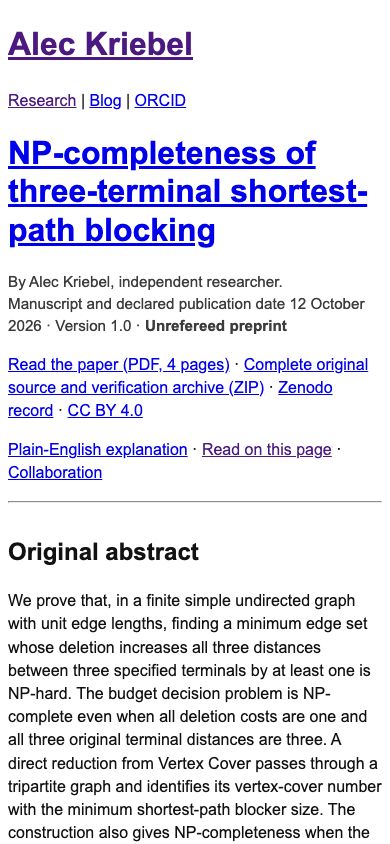 Alec Kriebel
Research | Blog | ORCID
NP-completeness of
three-terminal shortest-
path blocking
By Alec Kriebel, independent researcher.
Manuscript and declared publication date 12 October
2026 · Version 1.0 · Unrefereed preprint
Read the paper (PDF, 4 pages) · Complete original
source and verification archive (ZIP) · Zenodo
record · CC BY 4.0
Plain-English explanation · Read on this page ·
Collaboration
Original abstract
We prove that, in a finite simple undirected graph
with unit edge lengths, finding a minimum edge set
whose deletion increases all three distances
between three specified terminals by at least one is
NP-hard. The budget decision problem is NP-
complete even when all deletion costs are one and
all three original terminal distances are three. A
direct reduction from Vertex Cover passes through a
tripartite graph and identifies its vertex-cover number
with the minimum shortest-path blocker size. The
construction also gives NP-completeness when the